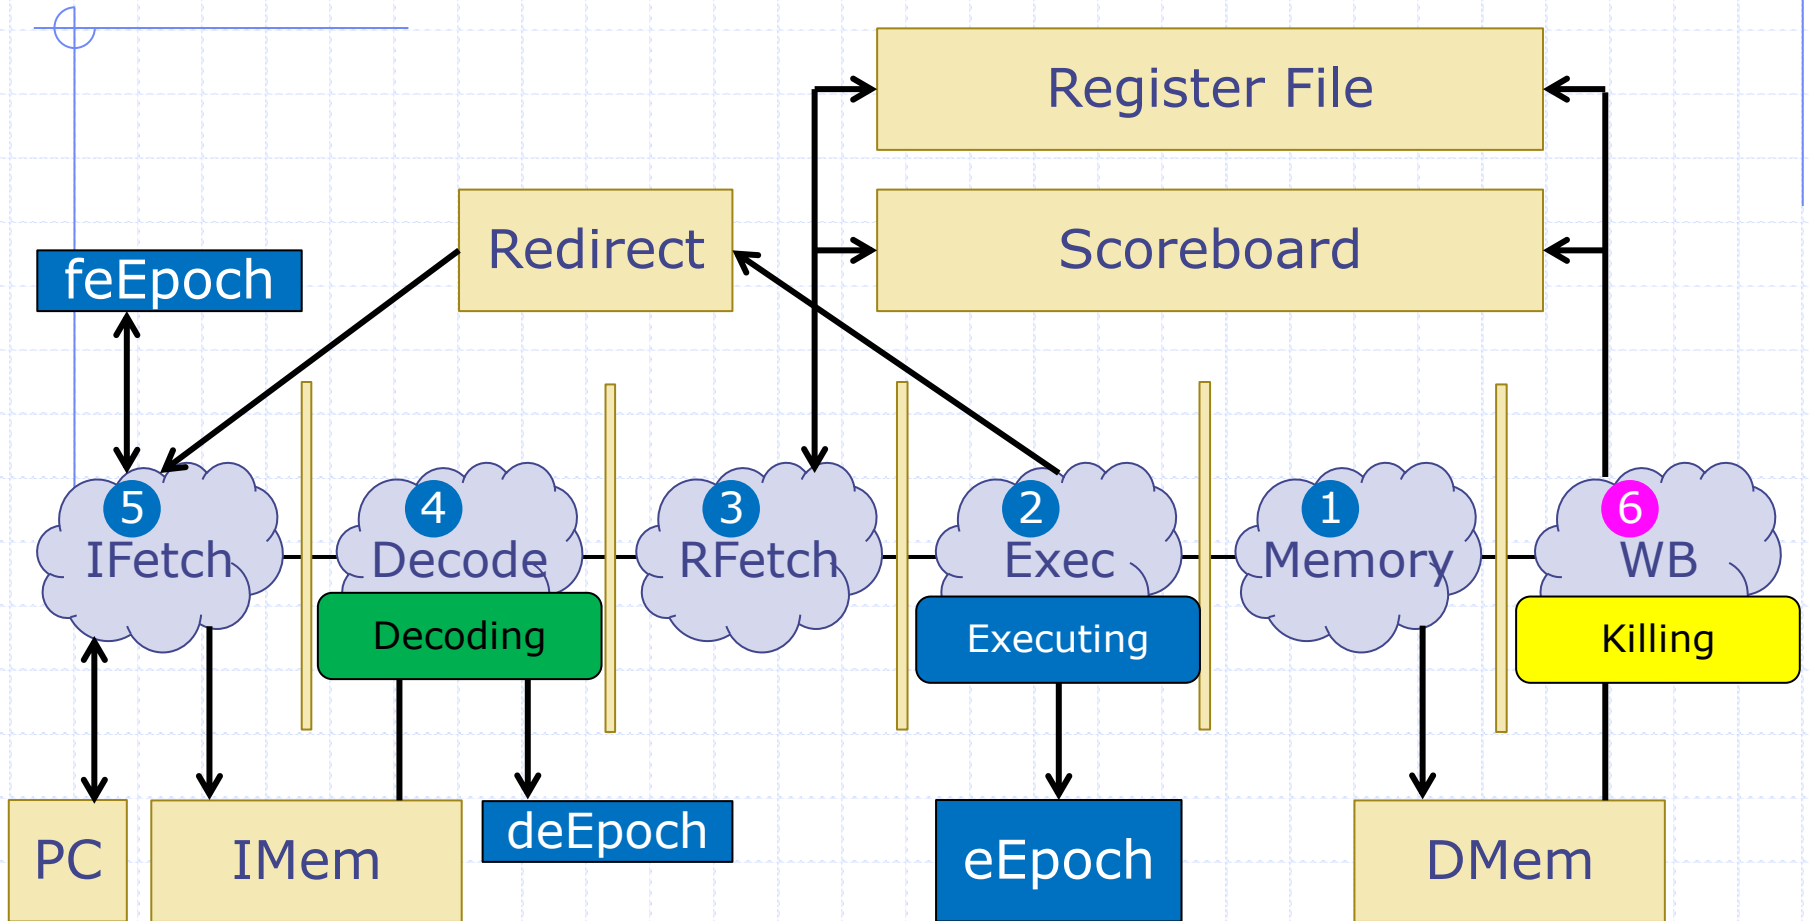 Register File
Redirect
Scoreboard
feEpoch
5
IFetch
4
Decode
3
RFetch
2
Exec
1
Memory
6
WB
Decoding
Executing
Killing
PC
IMem
deEpoch
eEpoch
DMem